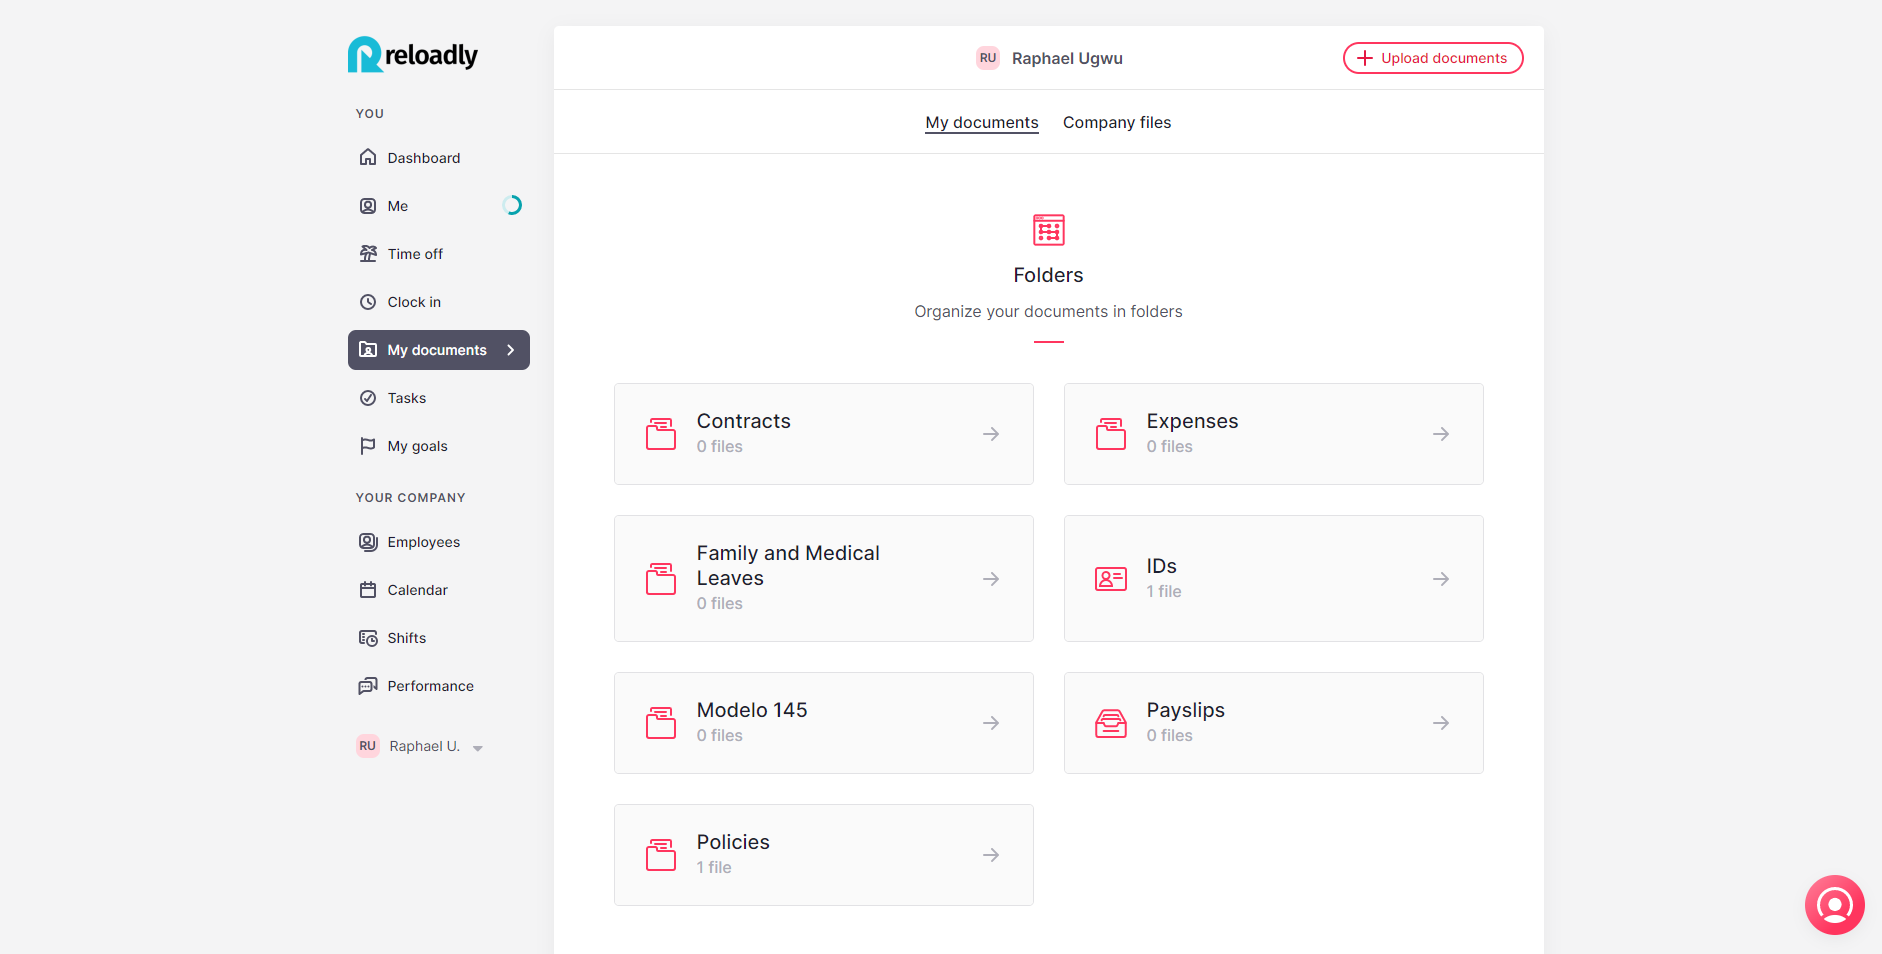 reloadly
RU Raphael Ugwu
Upload documents
YOU
Dashboard
Me
Time off
Clock in
My documents
Tasks
My goals
YOUR COMPANY
Employees
Calendar
Shifts
Performance
RU Raphael U.
My documents Company files
Folders
Organize your documents in folders
Contracts
0 files
Expenses
0 files
Family and Medical
Leaves
0 files
IDs
1 file
Modelo 145
0 files
Payslips
0 files
Policies
1 file